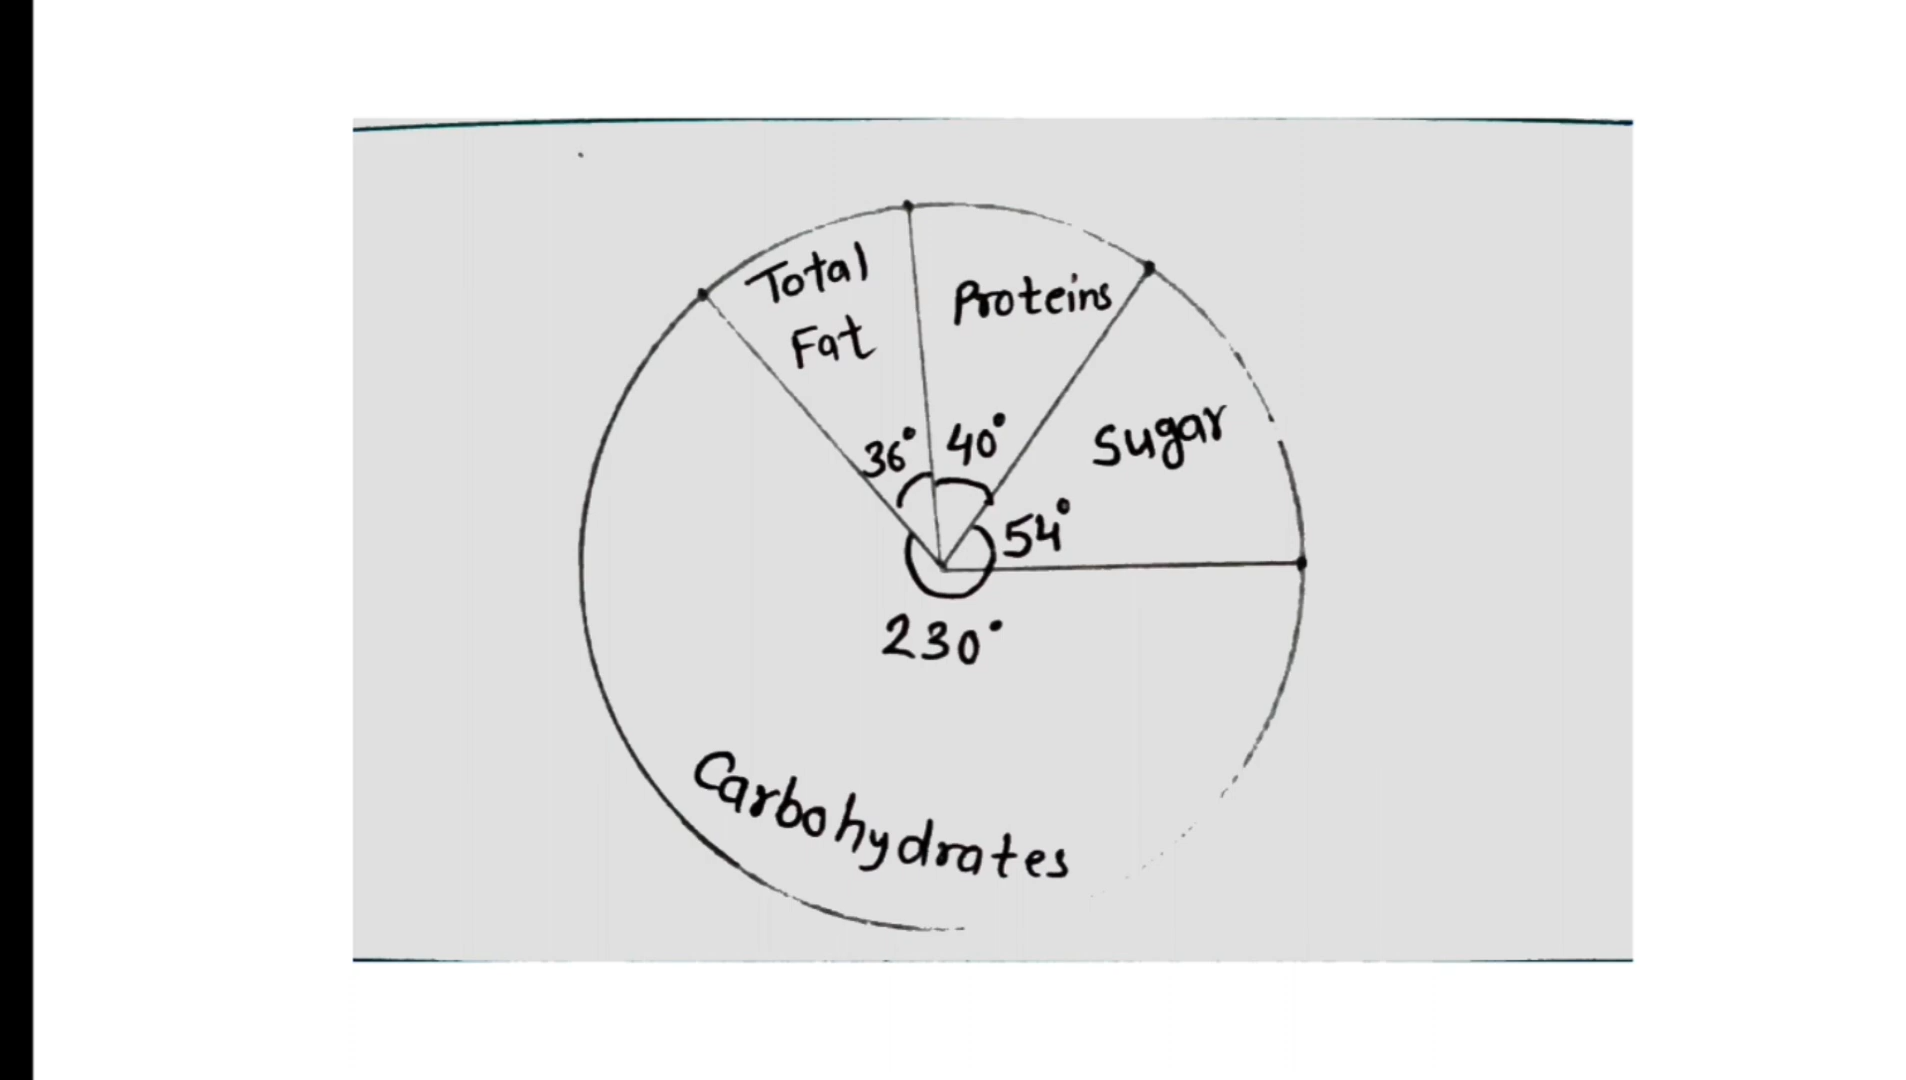 Total
Fat
Proteins
Sugar
36°
40°
54°
230°
Carbohydrates